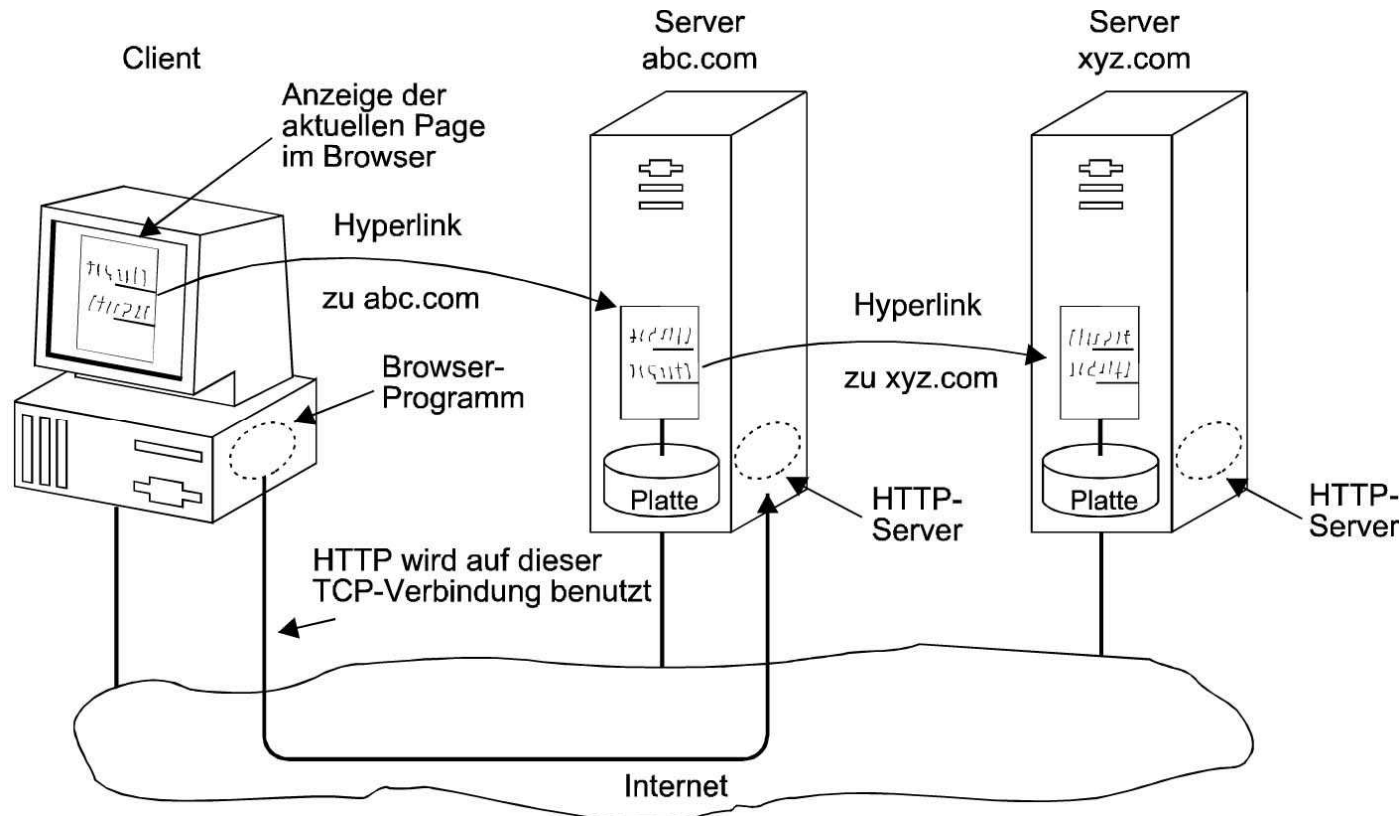 Client
Server
abc.com
Server
xyz.com
Anzeige der
aktuellen Page
im Browser
Hyperlink
zu abc.com
Hyperlink
zu xyz.com
Browser-
Programm
Platte
HTTP-
Server
Platte
HTTP-
Server
HTTP wird auf dieser
TCP-Verbindung benutzt
Internet